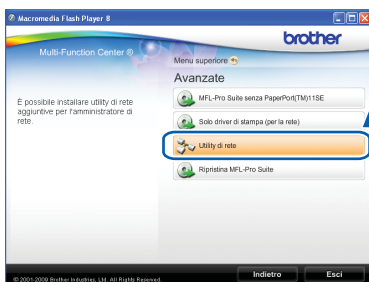 Macromedia Flash Player 8
brother
Multi-Function Center ®
Menu superiore
Avanzate
È possibile installare utility di rete
aggiuntive per l'amministratore di
rete.
MFL-Pro Suite senza PaperPort(TM)11SE
Solo driver di stampa (per la rete)
Utility di rete
Ripristina MFL-Pro Suite
© 2001-2009 Brother Industries, Ltd. All Rights Reserved.
Indietro
Esci